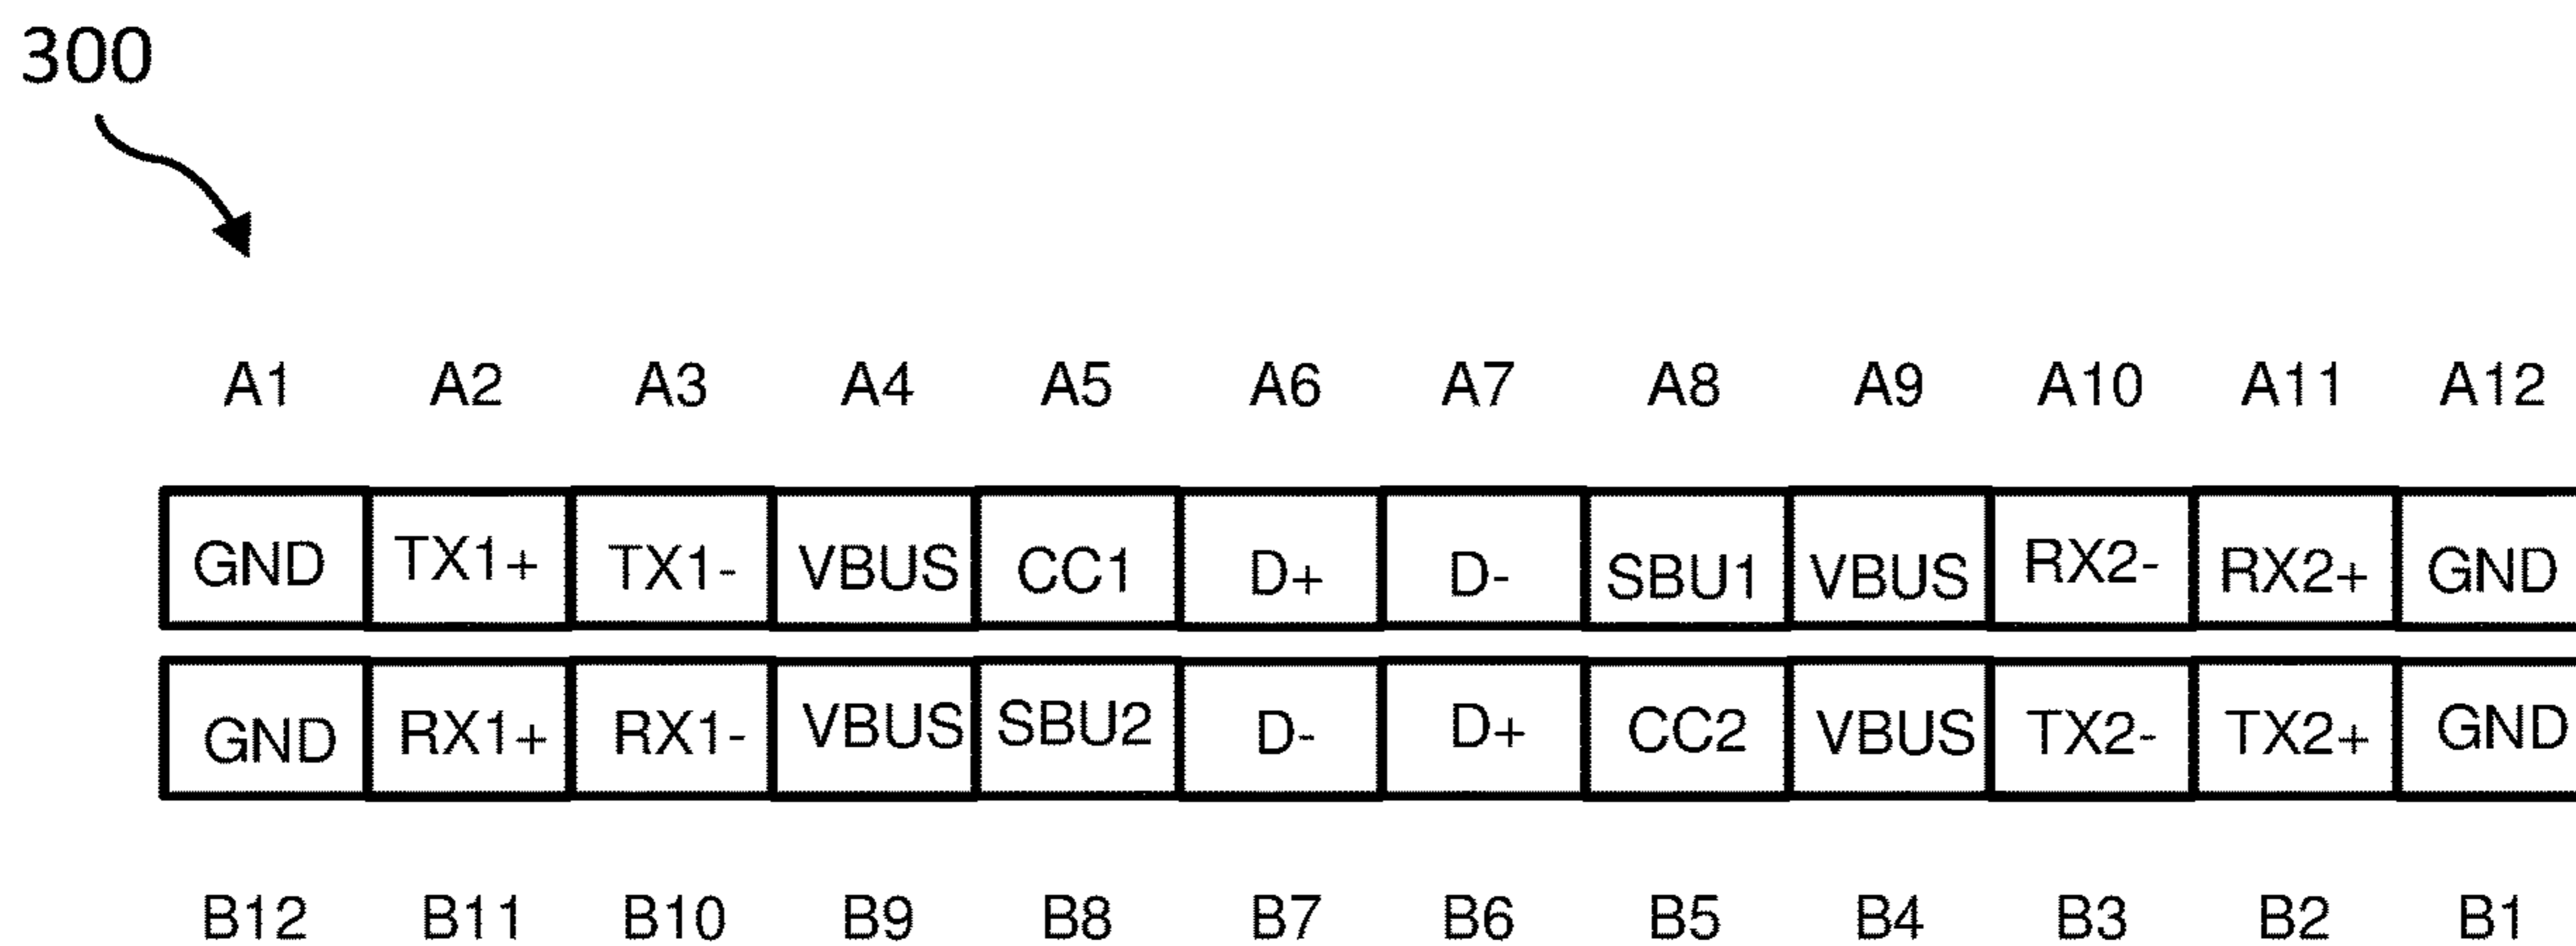 300
A1 A2 A3 A4 A5 A6 A7 A8 A9 A10 A11 A12
GND TX1+ TX1- VBUS CC1 D+ D- SBU1 VBUS RX2- RX2+ GND
GND RX1+ RX1- VBUS SBU2 D- D+ CC2 VBUS TX2- TX2+ GND
B12 B11 B10 B9 B8 B7 B6 B5 B4 B3 B2 B1